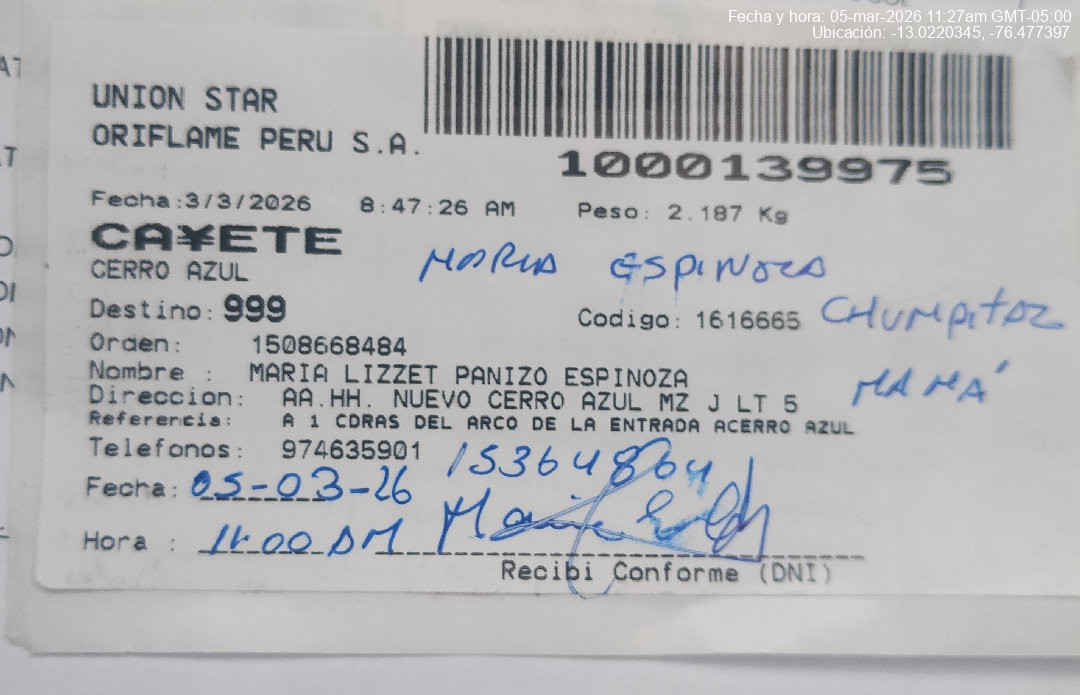 Fecha y hora: 05-mar-2026 11:27am GMT-05:00
Ubicación: -13.0220345, -76.477397
UNION STAR
ORIFLAME PERU S.A.
1000139975
Fecha:3/3/2026 8:47:26 AM Peso: 2.187 Kg
CA¥ETE
CERRO AZUL
MARIA ESPINOZA
CHUMPITAZ
MAMÁ
Destino: 999 Codigo: 1616665
Orden: 1508668484
Nombre : MARIA LIZZET PANIZO ESPINOZA
Direccion: AA.HH. NUEVO CERRO AZUL MZ J LT 5
Referencia: A 1 CDRAS DEL ARCO DE LA ENTRADA ACERRO AZUL
Telefonos: 974635901
15364804
Fecha: 05-03-26
Hora : 11:00 AM
Recibi Conforme (DNI)